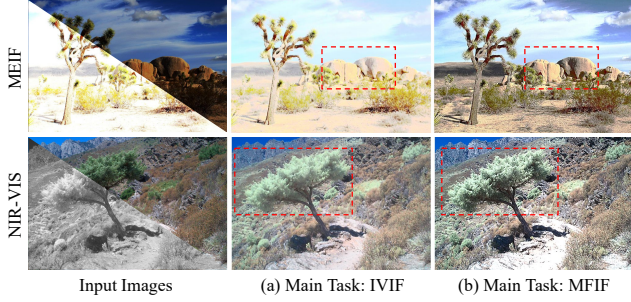 MEIF
NIR-VIS
Input Images
(a) Main Task: IVIF
(b) Main Task: MFIF